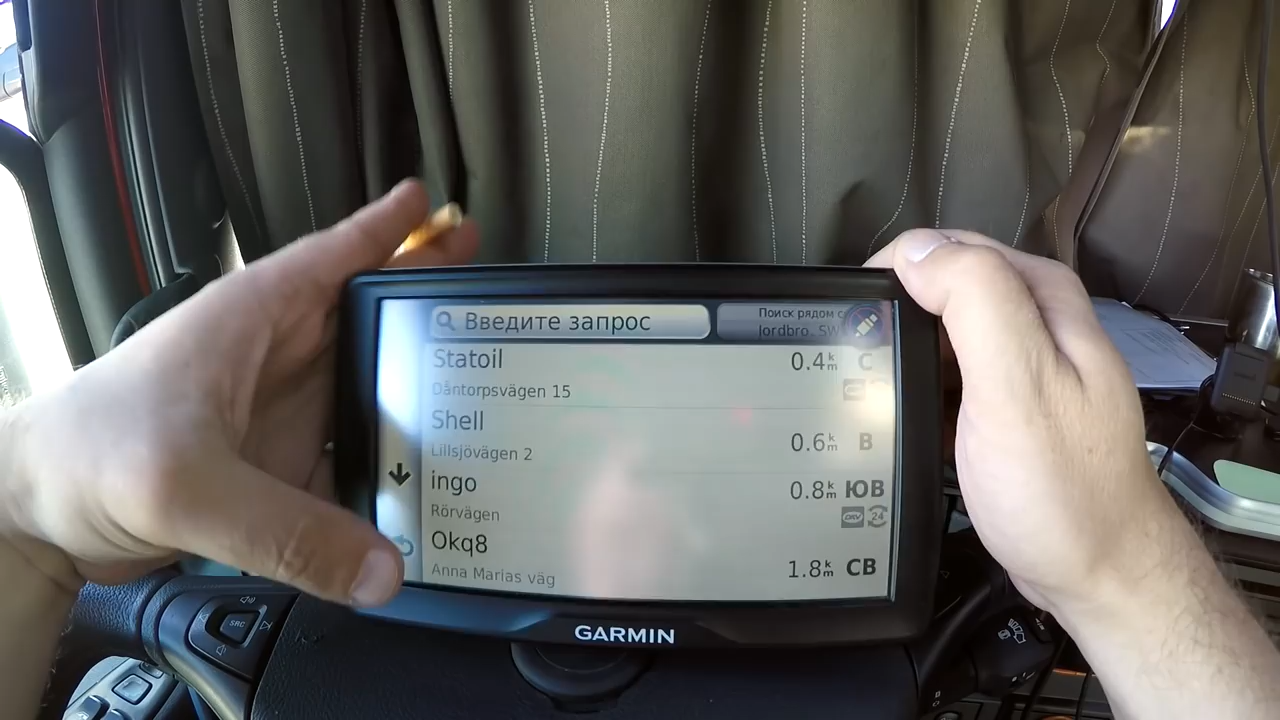 Введите запрос
Поиск рядом с
Jordbro, SW
Statoil
0.4 km С
Dåntorpsvägen 15
Shell
0.6 km В
Lillsjövägen 2
ingo
0.8 km ЮВ
Rörvägen
24
Okq8
1.8 km СВ
Anna Marias väg
GARMIN
SRC